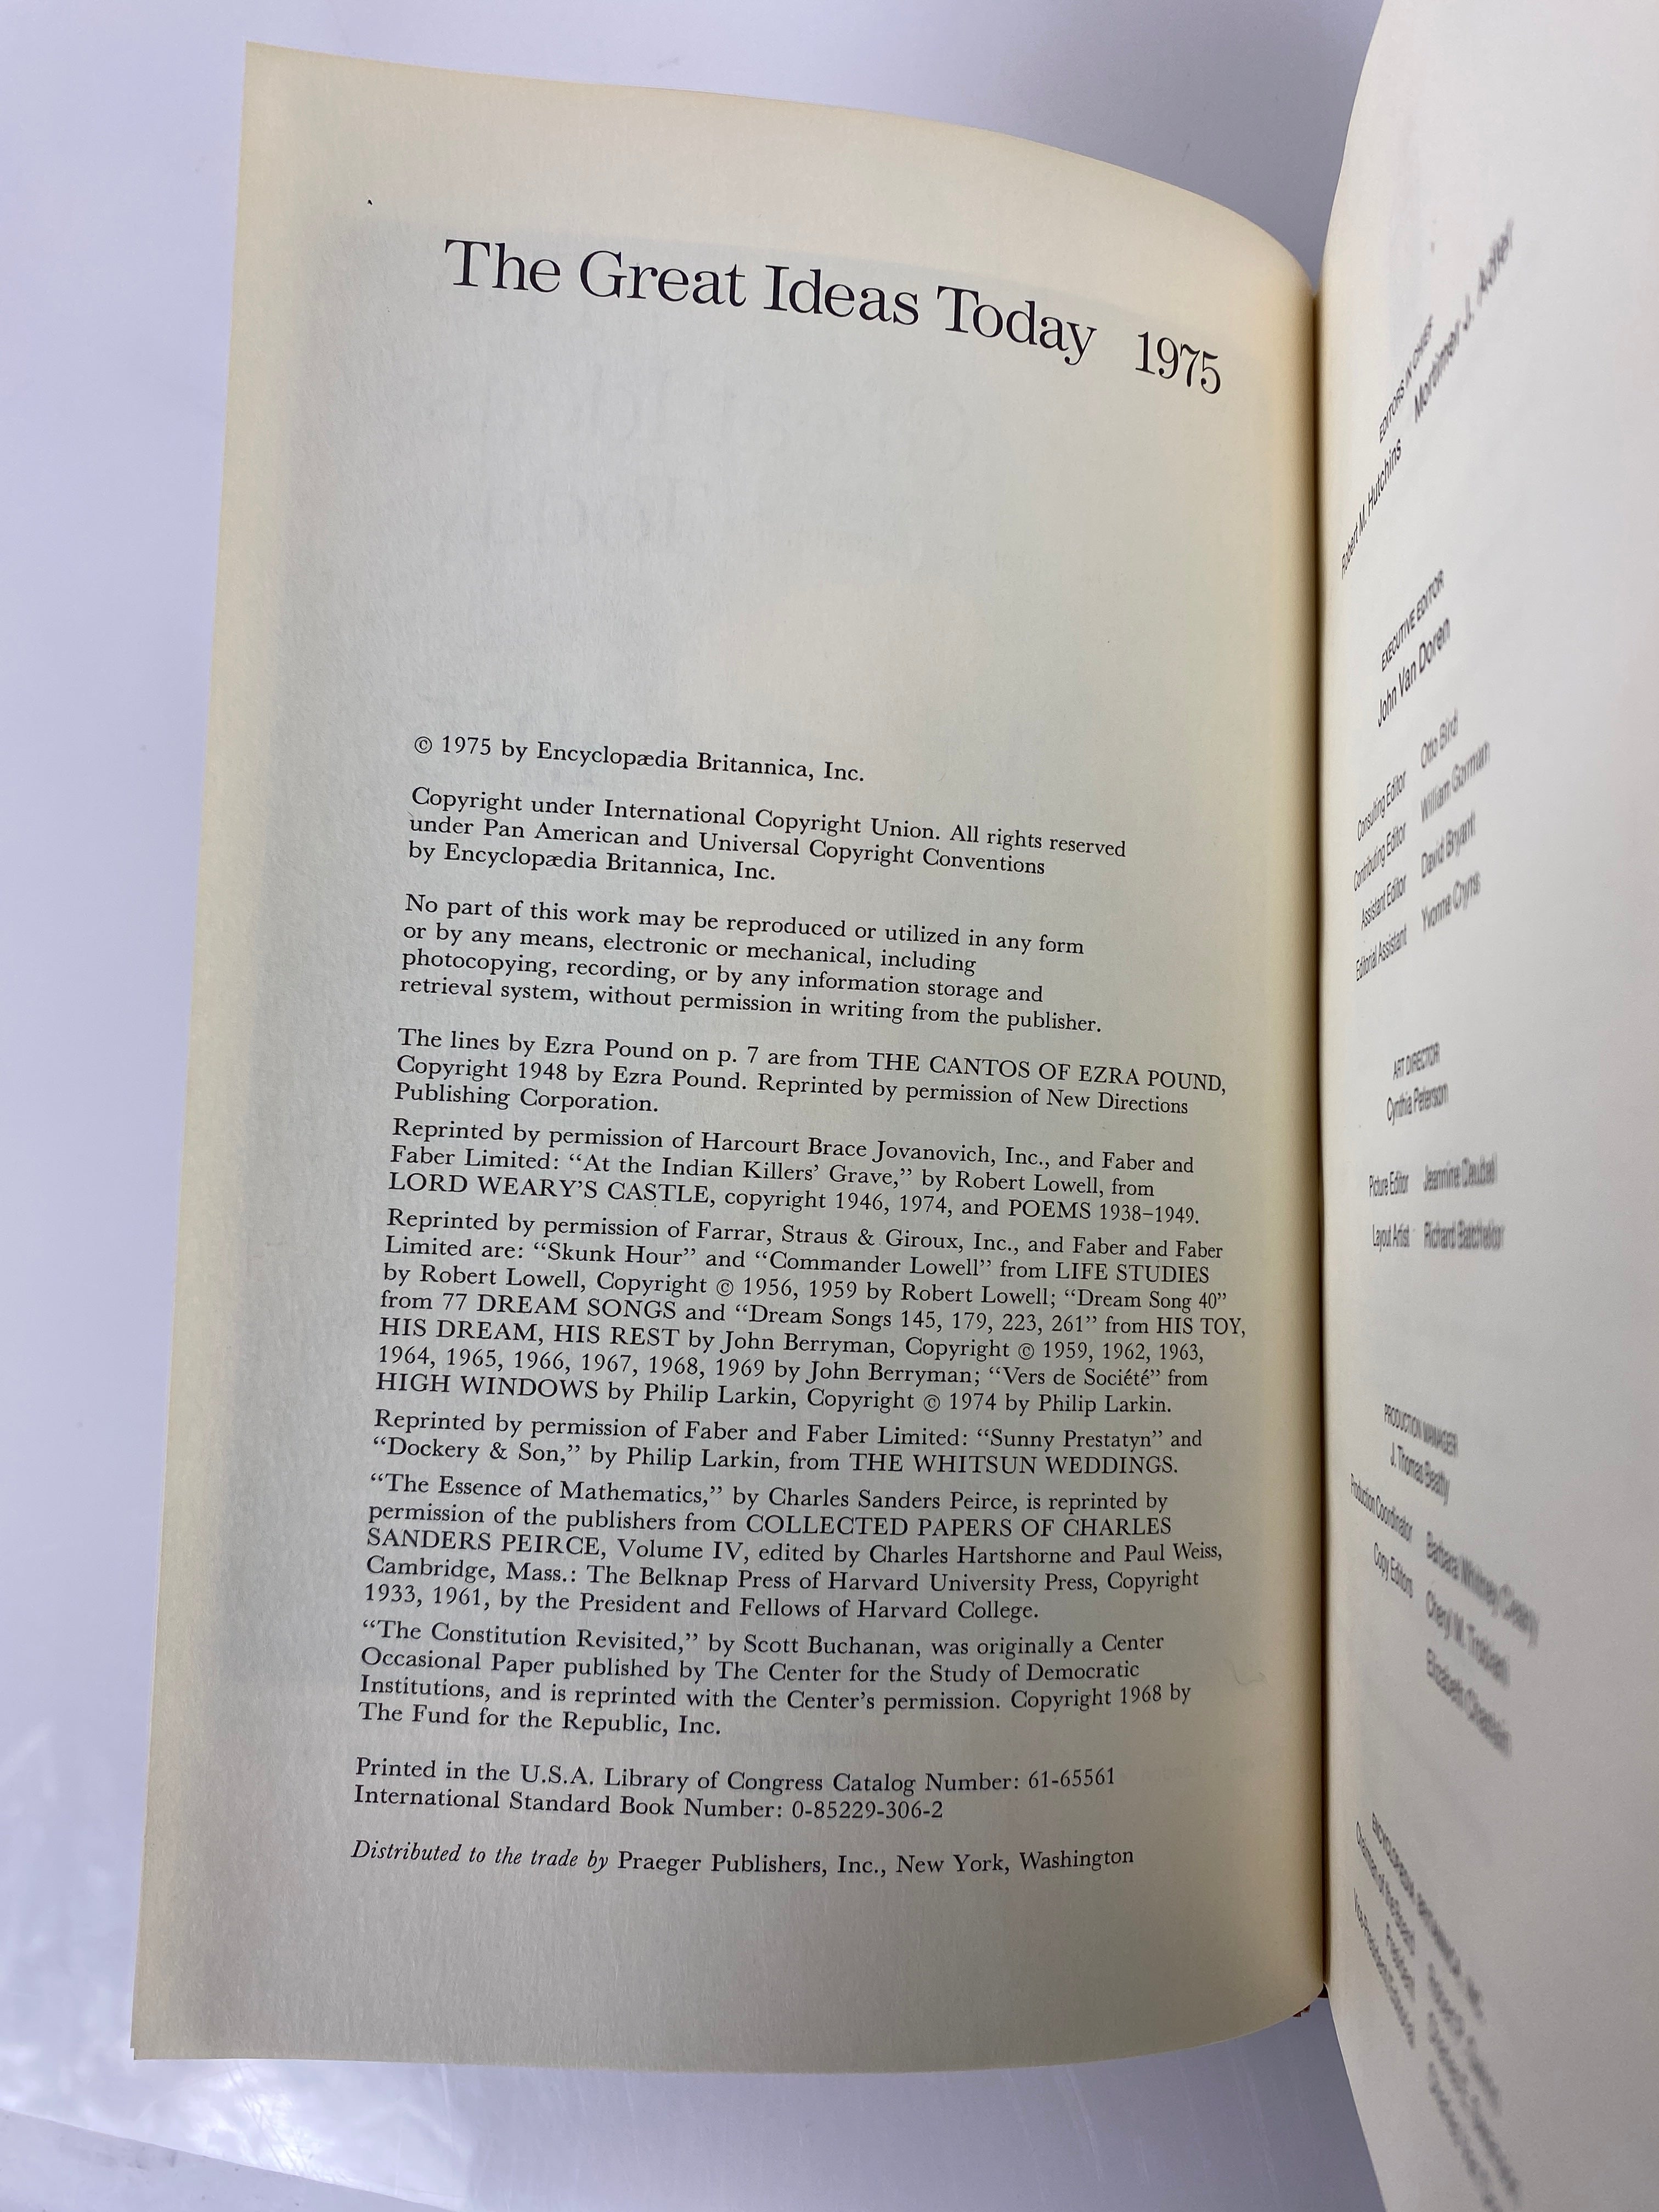 The Great Ideas Today 1975
© 1975 by Encyclopædia Britannica, Inc.
Copyright under International Copyright Union. All rights reserved
under Pan American and Universal Copyright Conventions
by Encyclopædia Britannica, Inc.
No part of this work may be reproduced or utilized in any form
or by any means, electronic or mechanical, including
photocopying, recording, or by any information storage and
retrieval system, without permission in writing from the publisher.
The lines by Ezra Pound on p. 7 are from THE CANTOS OF EZRA POUND,
Copyright 1948 by Ezra Pound. Reprinted by permission of New Directions
Publishing Corporation.
Reprinted by permission of Harcourt Brace Jovanovich, Inc., and Faber and
Faber Limited: “At the Indian Killers’ Grave,” by Robert Lowell, from
LORD WEARY’S CASTLE, copyright 1946, 1974, and POEMS 1938–1949.
Reprinted by permission of Farrar, Straus & Giroux, Inc., and Faber and Faber
Limited are: “Skunk Hour” and “Commander Lowell” from LIFE STUDIES
by Robert Lowell, Copyright © 1956, 1959 by Robert Lowell; “Dream Song 40”
from 77 DREAM SONGS and “Dream Songs 145, 179, 223, 261” from HIS TOY,
HIS DREAM, HIS REST by John Berryman, Copyright © 1959, 1962, 1963,
1964, 1965, 1966, 1967, 1968, 1969 by John Berryman; “Vers de Société” from
HIGH WINDOWS by Philip Larkin, Copyright © 1974 by Philip Larkin.
Reprinted by permission of Faber and Faber Limited: “Sunny Prestatyn” and
“Dockery & Son,” by Philip Larkin, from THE WHITSUN WEDDINGS.
“The Essence of Mathematics,” by Charles Sanders Peirce, is reprinted by
permission of the publishers from COLLECTED PAPERS OF CHARLES
SANDERS PEIRCE, Volume IV, edited by Charles Hartshorne and Paul Weiss,
Cambridge, Mass.: The Belknap Press of Harvard University Press, Copyright
1933, 1961, by the President and Fellows of Harvard College.
“The Constitution Revisited,” by Scott Buchanan, was originally a Center
Occasional Paper published by The Center for the Study of Democratic
Institutions, and is reprinted with the Center’s permission. Copyright 1968 by
The Fund for the Republic, Inc.
Printed in the U.S.A. Library of Congress Catalog Number: 61-65561
International Standard Book Number: 0-85229-306-2
Distributed to the trade by Praeger Publishers, Inc., New York, Washington
EDITORS IN CHIEF
Robert M. Hutchins Mortimer J. Adler
EXECUTIVE EDITOR
John Van Doren
Consulting Editor Otto Bird
Contributing Editor William Gorman
Assistant Editor David Bryant
Editorial Assistant Yvonne
ART DIRECTOR
Cynthia Peterson
Picture Editor Jeannine
Layout Artist Richard Batchelor
PRODUCTION MANAGER
J. Thomas Beatty
Production Coordinator Barbara Whitney
Copy Editors Cheryl M.
Elizabeth